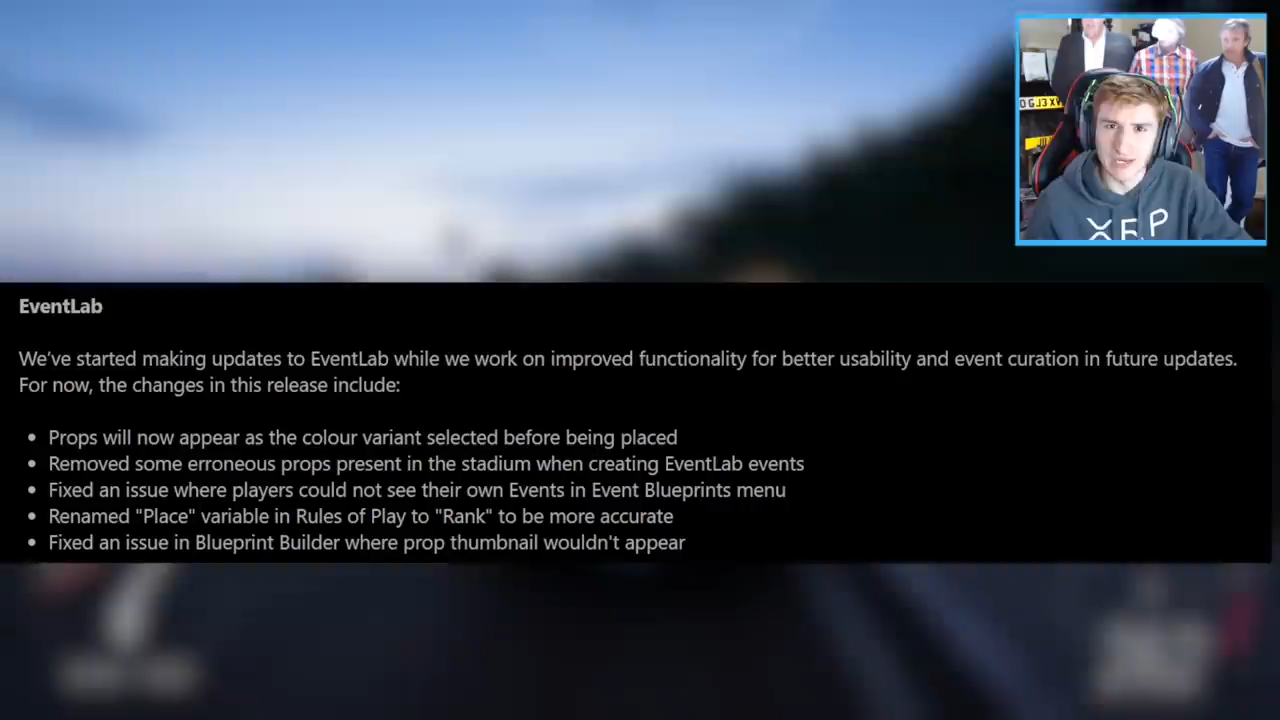 EventLab
We've started making updates to EventLab while we work on improved functionality for better usability and event curation in future updates.
For now, the changes in this release include:
• Props will now appear as the colour variant selected before being placed
• Removed some erroneous props present in the stadium when creating EventLab events
• Fixed an issue where players could not see their own Events in Event Blueprints menu
• Renamed "Place" variable in Rules of Play to "Rank" to be more accurate
• Fixed an issue in Blueprint Builder where prop thumbnail wouldn't appear